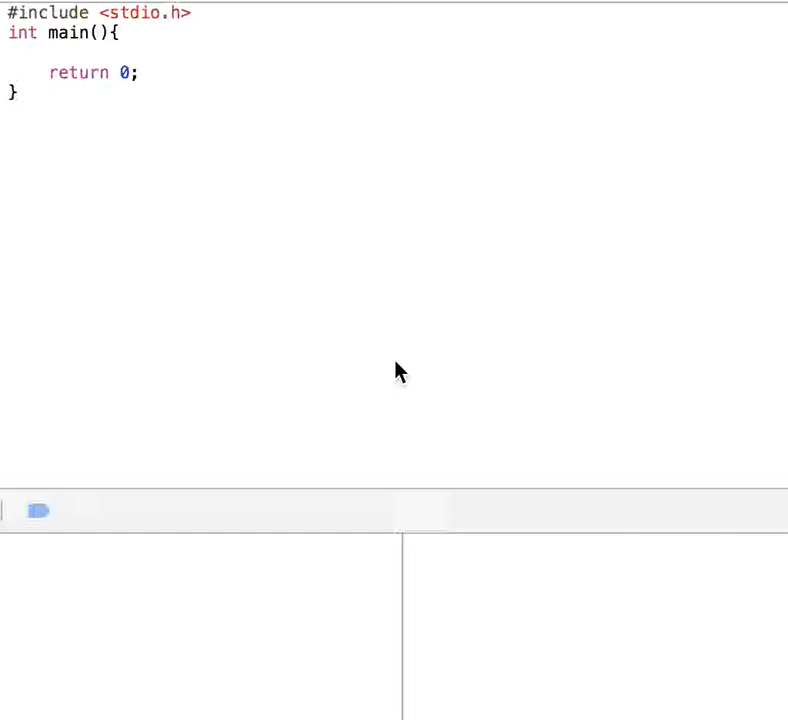 #include <stdio.h>
int main(){
return 0;
}